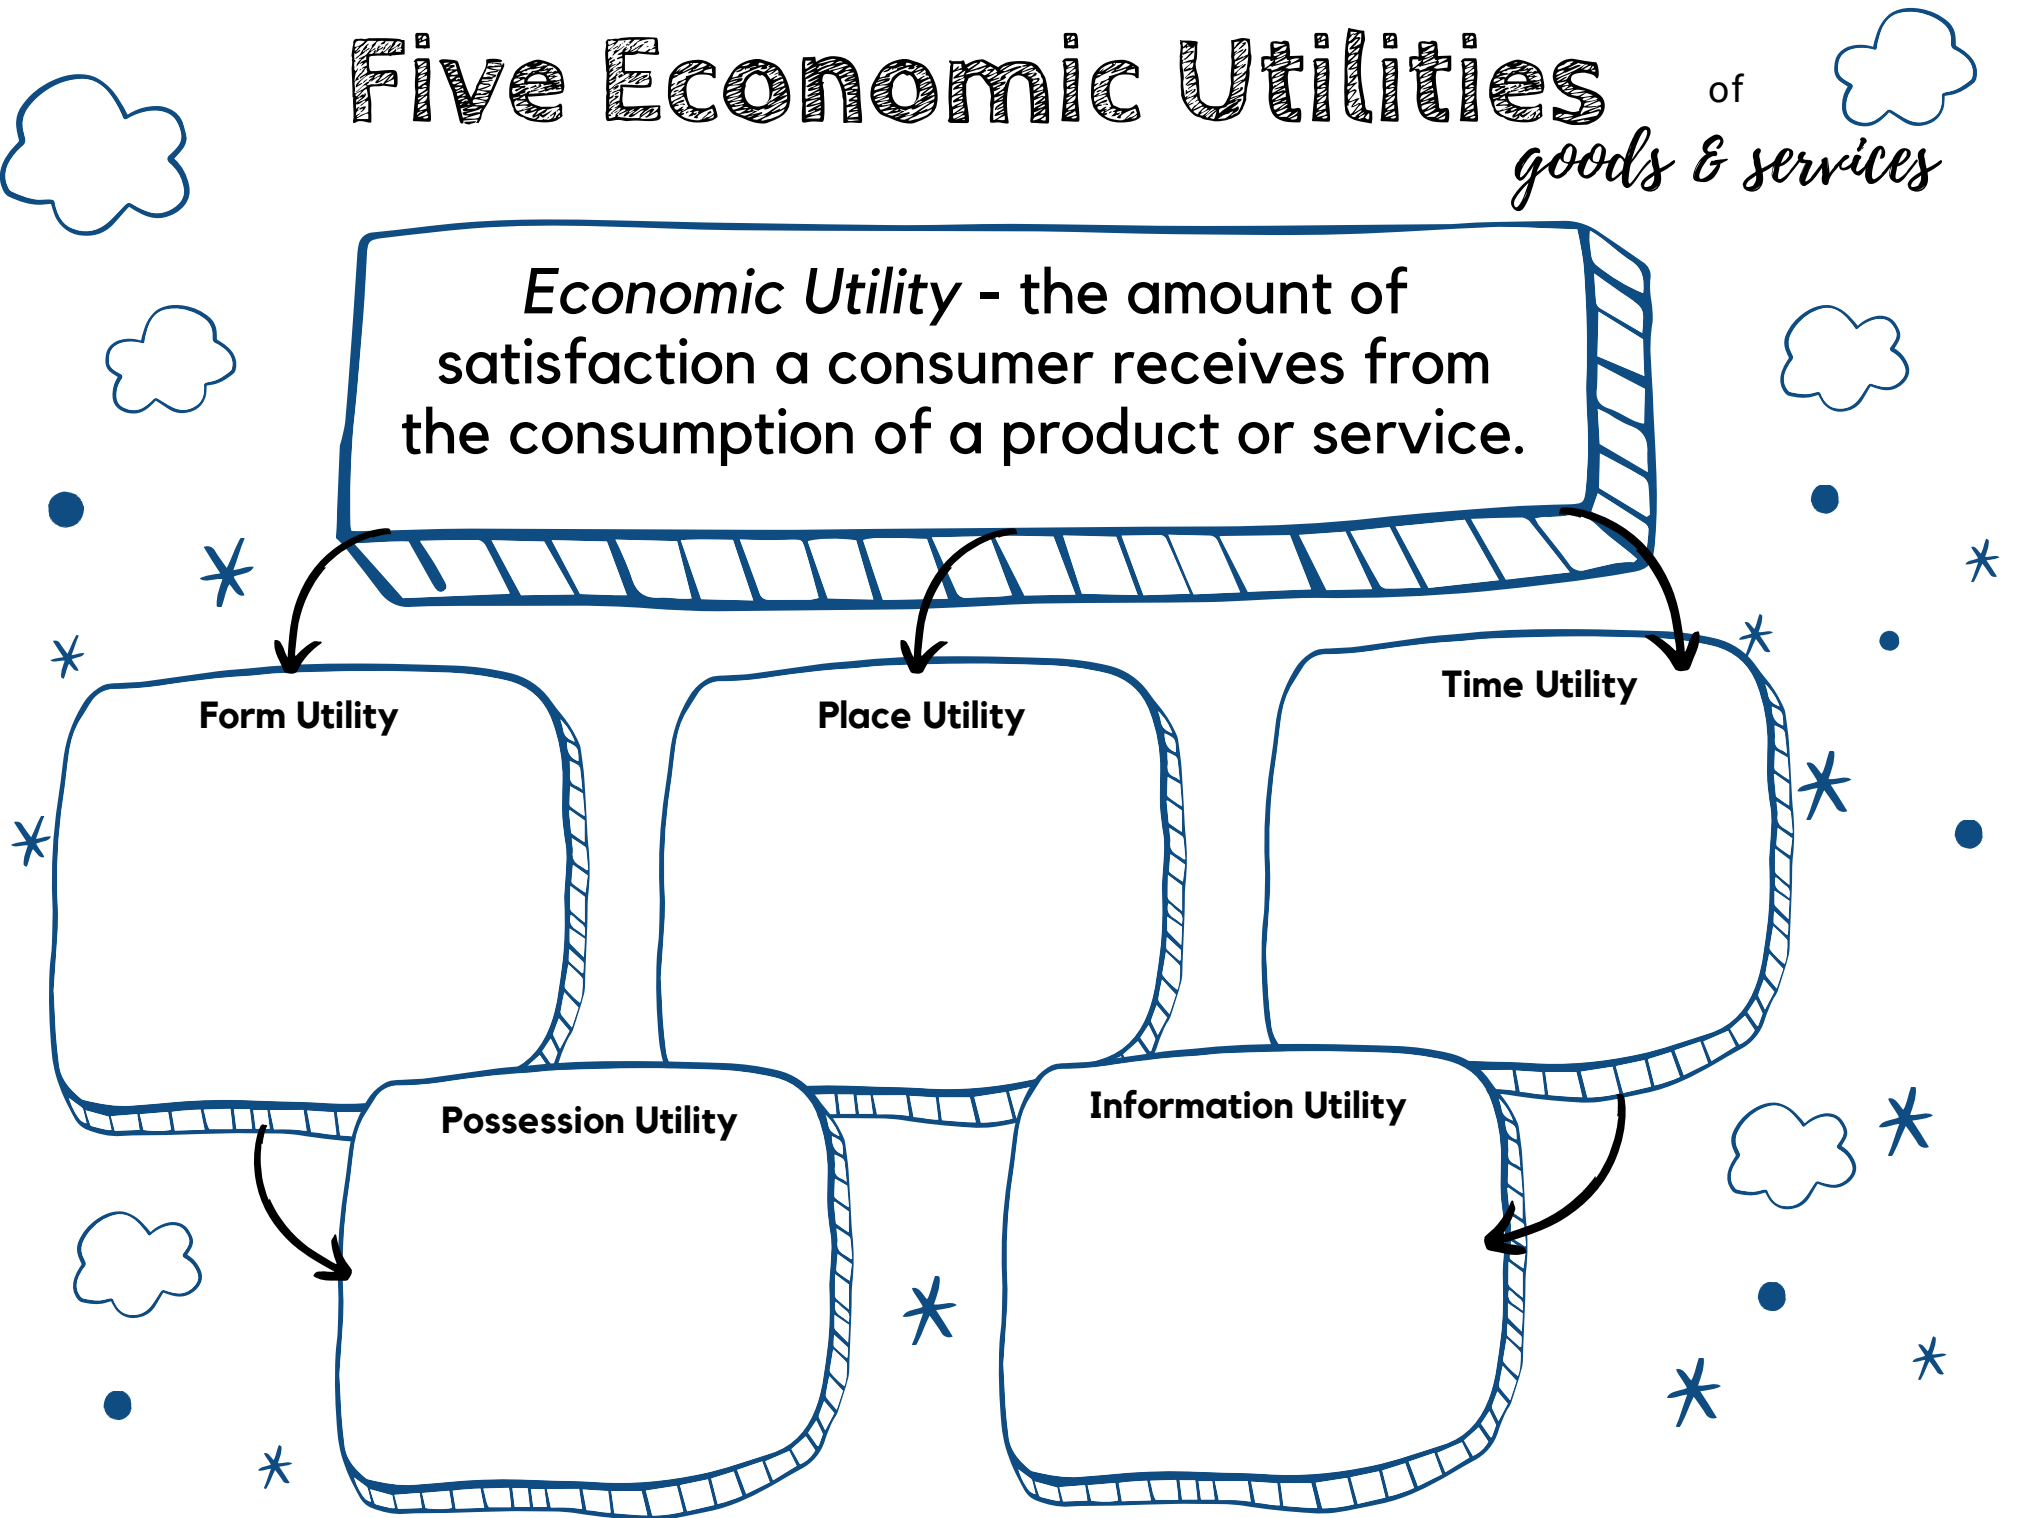 Five Economic Utilities of
goods & services
Economic Utility - the amount of
satisfaction a consumer receives from
the consumption of a product or service.
Form Utility
Place Utility
Time Utility
Possession Utility
Information Utility